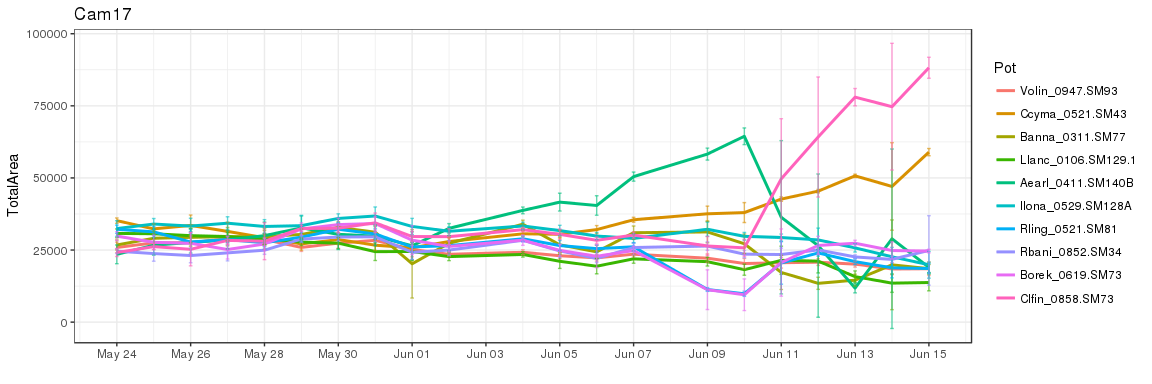 Cam17
TotalArea
100000
75000
50000
25000
0
May 24 May 26 May 28 May 30 Jun 01 Jun 03 Jun 05 Jun 07 Jun 09 Jun 11 Jun 13 Jun 15
Pot
Volin_0947.SM93
Ccyma_0521.SM43
Banna_0311.SM77
Llanc_0106.SM129.1
Aearl_0411.SM140B
Ilona_0529.SM128A
Rling_0521.SM81
Rbani_0852.SM34
Borek_0619.SM73
Clfin_0858.SM73